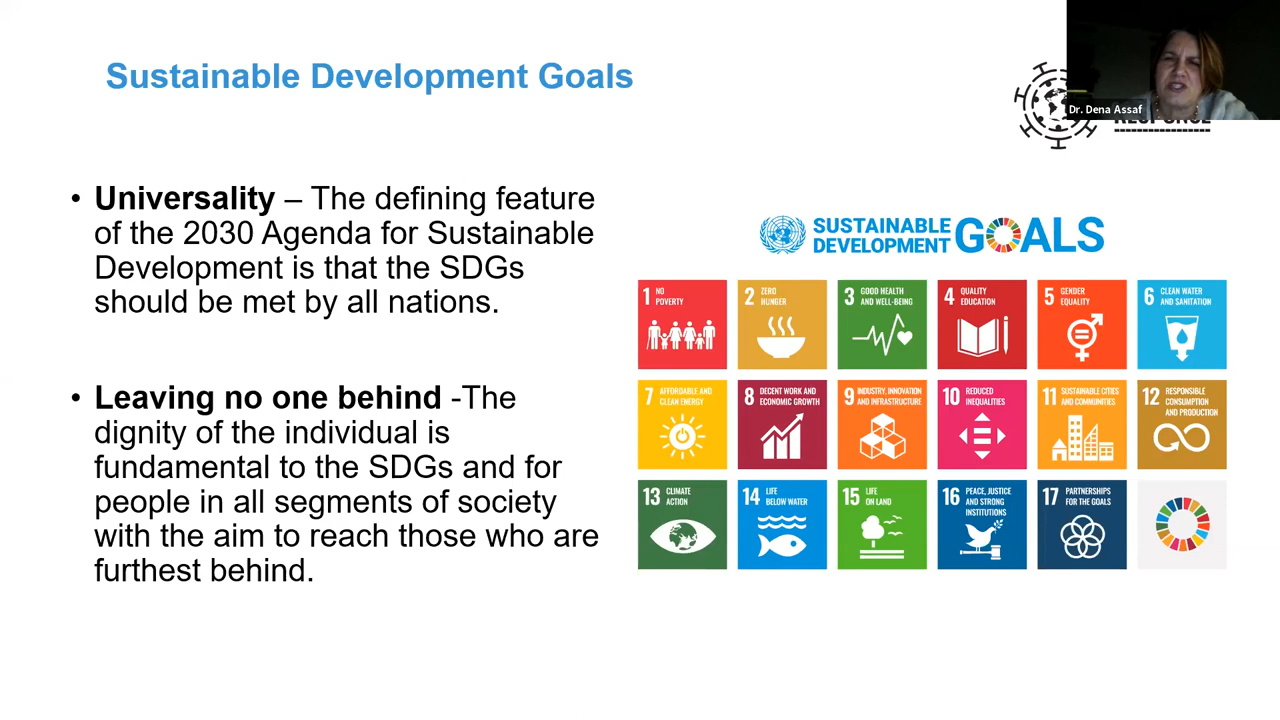 Sustainable Development Goals
Dr. Dena Assaf
• Universality – The defining feature
of the 2030 Agenda for Sustainable
Development is that the SDGs
should be met by all nations.
• Leaving no one behind -The
dignity of the individual is
fundamental to the SDGs and for
people in all segments of society
with the aim to reach those who are
furthest behind.
SUSTAINABLE
DEVELOPMENT GOALS
1 NO
POVERTY
2 ZERO
HUNGER
3 GOOD HEALTH
AND WELL-BEING
4 QUALITY
EDUCATION
5 GENDER
EQUALITY
6 CLEAN WATER
AND SANITATION
7 AFFORDABLE AND
CLEAN ENERGY
8 DECENT WORK AND
ECONOMIC GROWTH
9 INDUSTRY, INNOVATION
AND INFRASTRUCTURE
10 REDUCED
INEQUALITIES
11 SUSTAINABLE CITIES
AND COMMUNITIES
12 RESPONSIBLE
CONSUMPTION
AND PRODUCTION
13 CLIMATE
ACTION
14 LIFE
BELOW WATER
15 LIFE
ON LAND
16 PEACE, JUSTICE
AND STRONG
INSTITUTIONS
17 PARTNERSHIPS
FOR THE GOALS